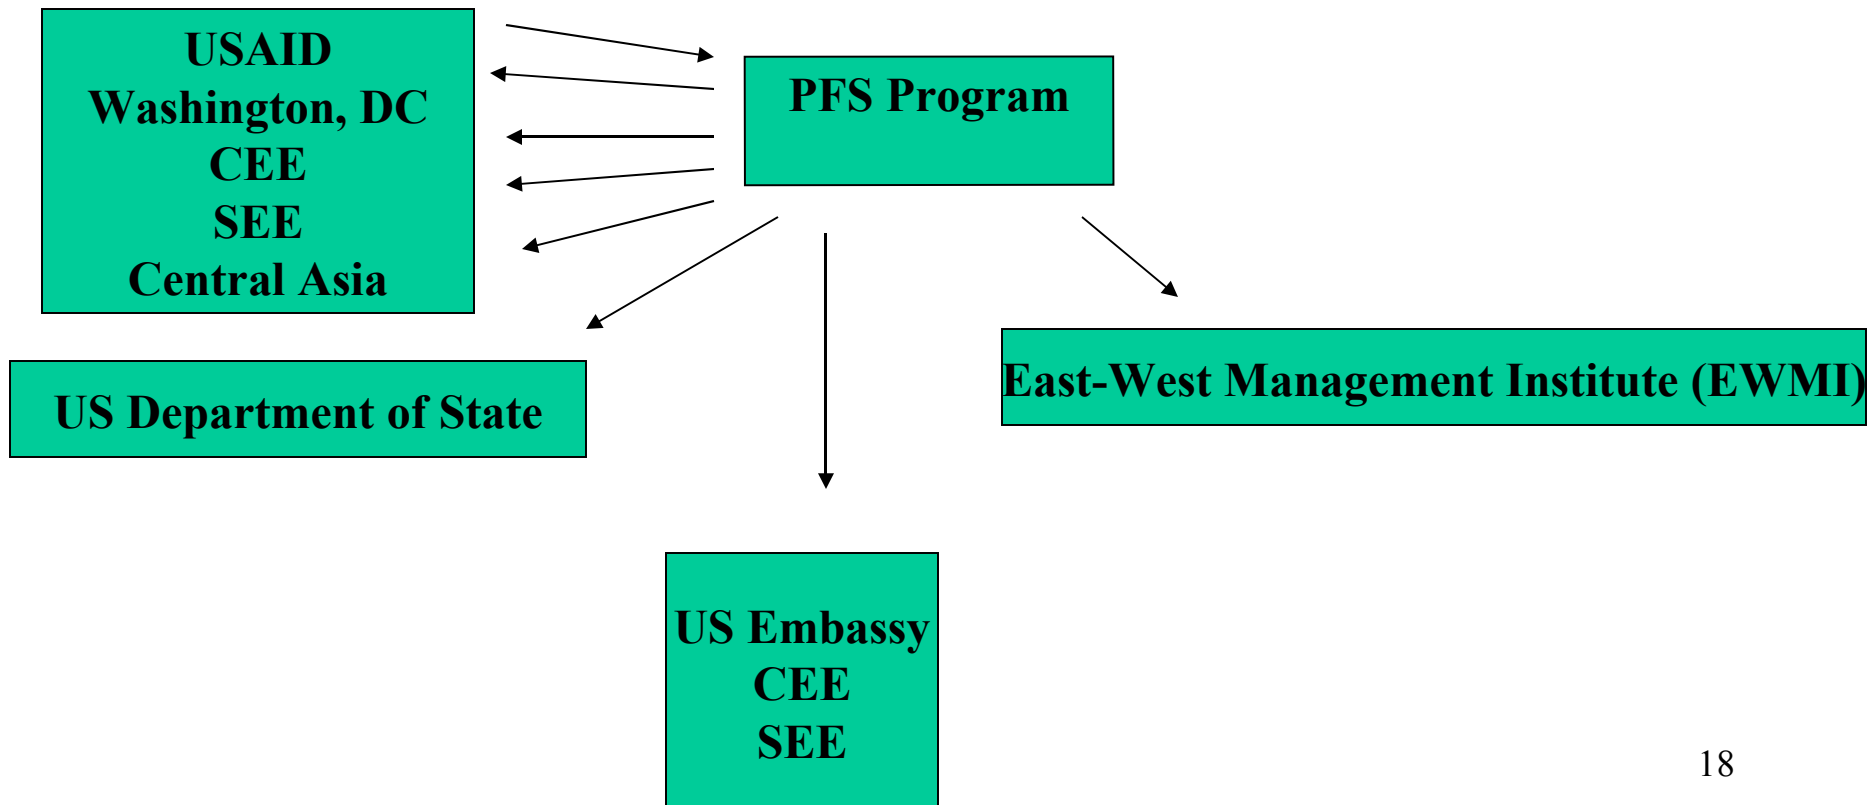 USAID
Washington, DC
CEE
SEE
Central Asia
PFS Program
US Department of State
East-West Management Institute (EWMI)
US Embassy
CEE
SEE
18